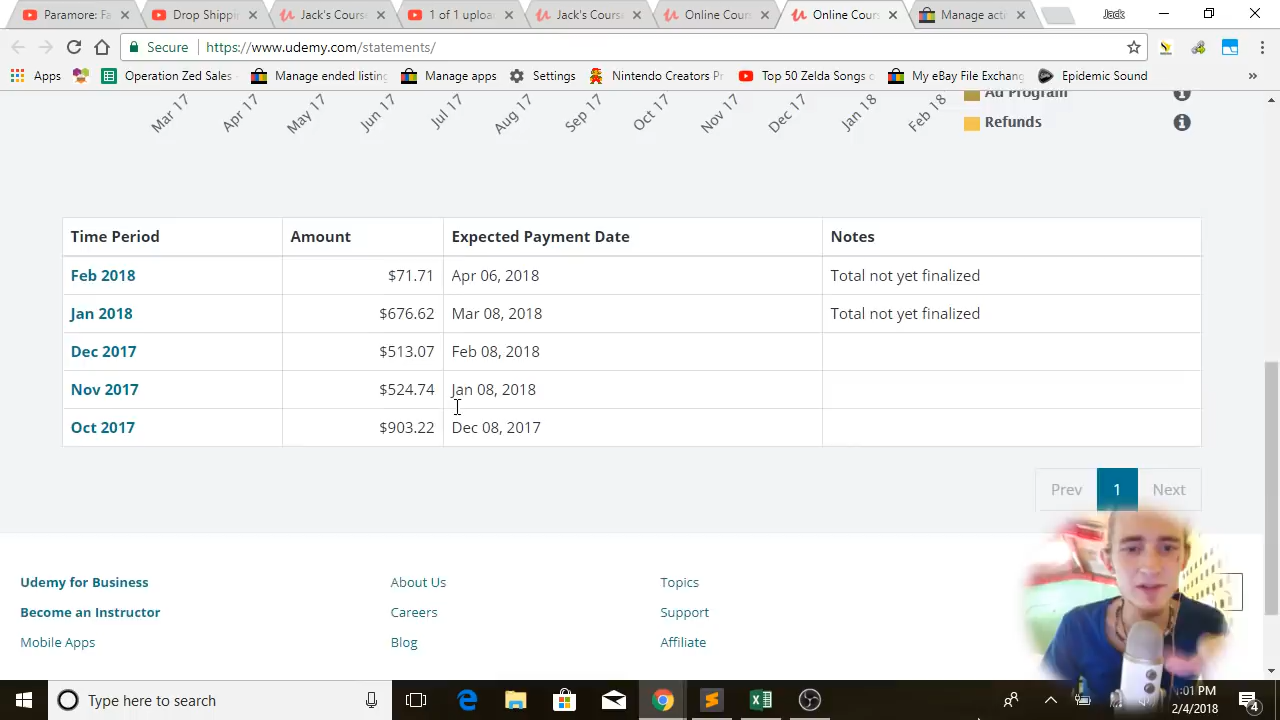 Paramore: Fa
Drop Shippi
Jack's Cours
1 of 1 uploa
Jack's Cours
Online Cour
Online Cour
Manage acti
Jack
Secure
https://www.udemy.com/statements/
Apps
Operation Zed Sales
Manage ended listing
Manage apps
Settings
Nintendo Creators P
Top 50 Zelda Songs o
My eBay File Exchang
Epidemic Sound
»
Mar 17
Apr 17
May 17
Jun 17
Jul 17
Aug 17
Sep 17
Oct 17
Nov 17
Dec 17
Jan 18
Feb 18
Ad Program
Refunds
Time Period Amount Expected Payment Date Notes
Feb 2018 $71.71 Apr 06, 2018 Total not yet finalized
Jan 2018 $676.62 Mar 08, 2018 Total not yet finalized
Dec 2017 $513.07 Feb 08, 2018
Nov 2017 $524.74 Jan 08, 2018
Oct 2017 $903.22 Dec 08, 2017
Prev 1 Next
Udemy for Business About Us Topics
Become an Instructor Careers Support
Mobile Apps Blog Affiliate
Type here to search
:01 PM
2/4/2018
4